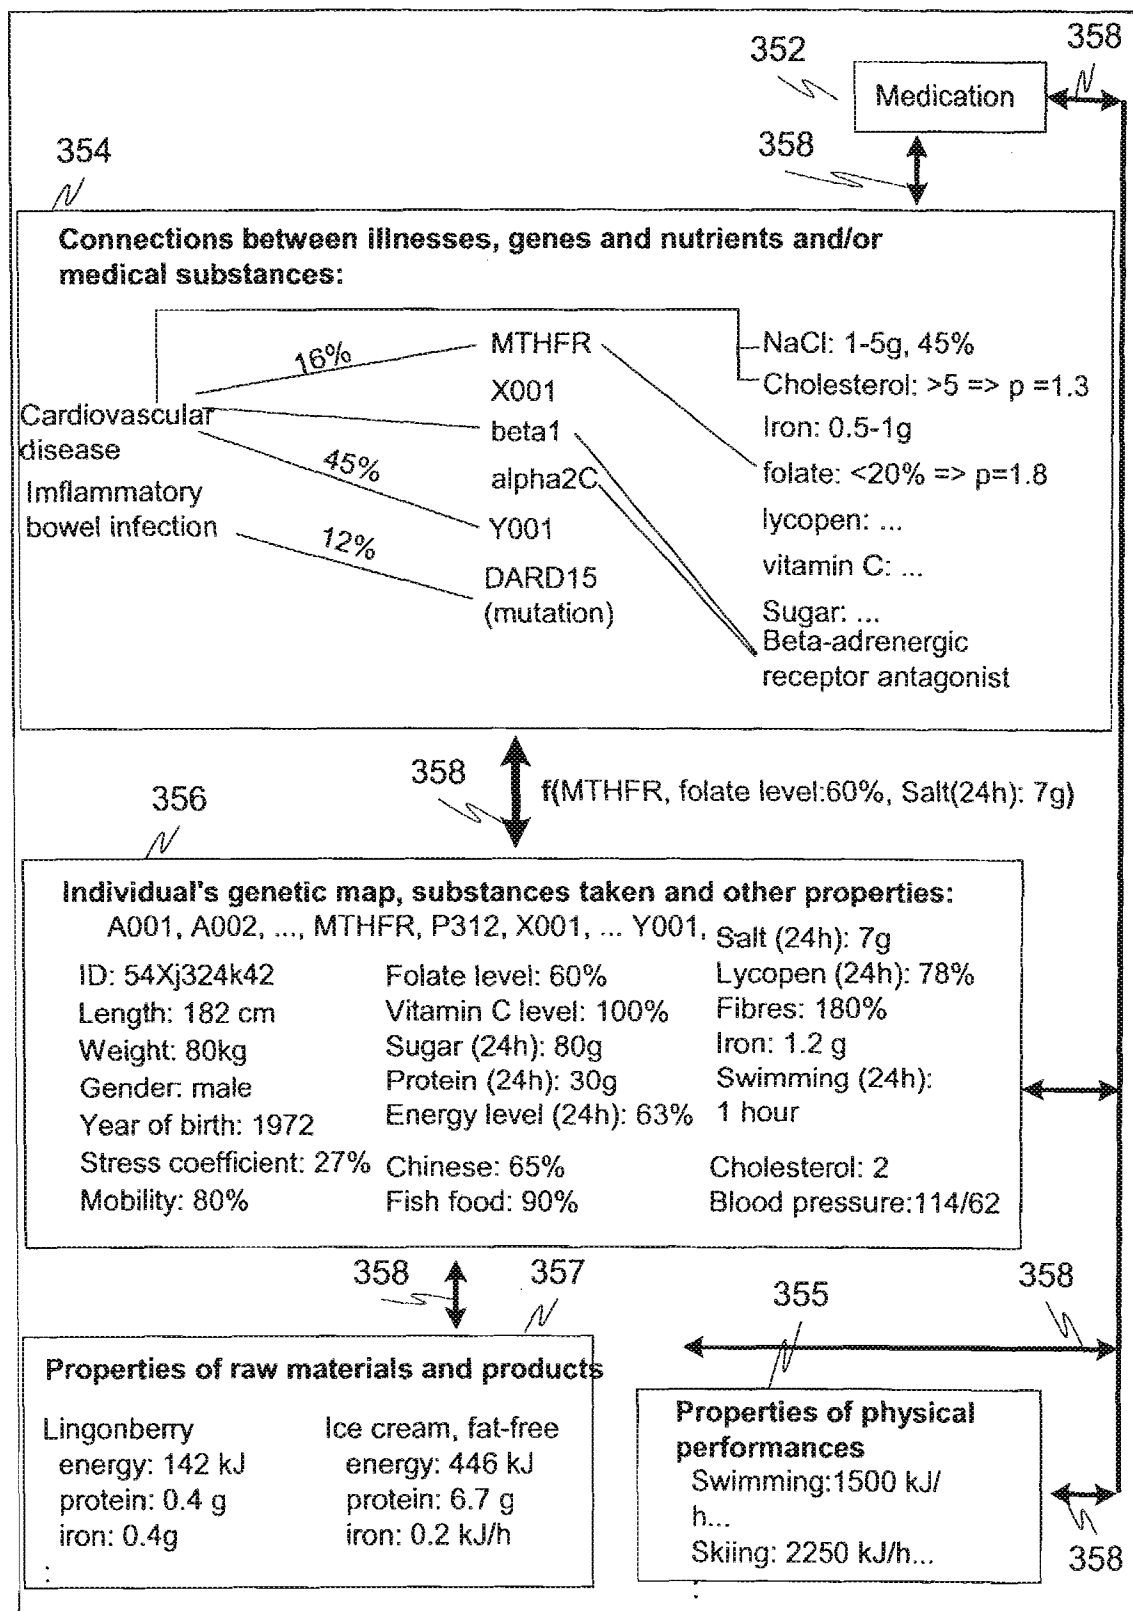 352
358
Medication
358
354
Connections between illnesses, genes and nutrients and/or
medical substances:
16%
MTHFR
X001
beta1
alpha2C
Y001
DARD15
(mutation)
45%
12%
Cardiovascular
disease
Imflammatory
bowel infection
NaCl: 1-5g, 45%
Cholesterol: >5 => p =1.3
Iron: 0.5-1g
folate: <20% => p=1.8
lycopen: ...
vitamin C: ...
Sugar: ...
Beta-adrenergic
receptor antagonist
358
f(MTHFR, folate level:60%, Salt(24h): 7g)
356
Individual's genetic map, substances taken and other properties:
A001, A002, ..., MTHFR, P312, X001, ... Y001,
ID: 54Xj324k42
Length: 182 cm
Weight: 80kg
Gender: male
Year of birth: 1972
Stress coefficient: 27%
Mobility: 80%
Folate level: 60%
Vitamin C level: 100%
Sugar (24h): 80g
Protein (24h): 30g
Energy level (24h): 63%
Chinese: 65%
Fish food: 90%
Salt (24h): 7g
Lycopen (24h): 78%
Fibres: 180%
Iron: 1.2 g
Swimming (24h):
1 hour
Cholesterol: 2
Blood pressure:114/62
358
357
355
358
Properties of raw materials and products
Lingonberry
energy: 142 kJ
protein: 0.4 g
iron: 0.4g
:
Ice cream, fat-free
energy: 446 kJ
protein: 6.7 g
iron: 0.2 kJ/h
Properties of physical
performances
Swimming:1500 kJ/
h...
Skiing: 2250 kJ/h...
:
358